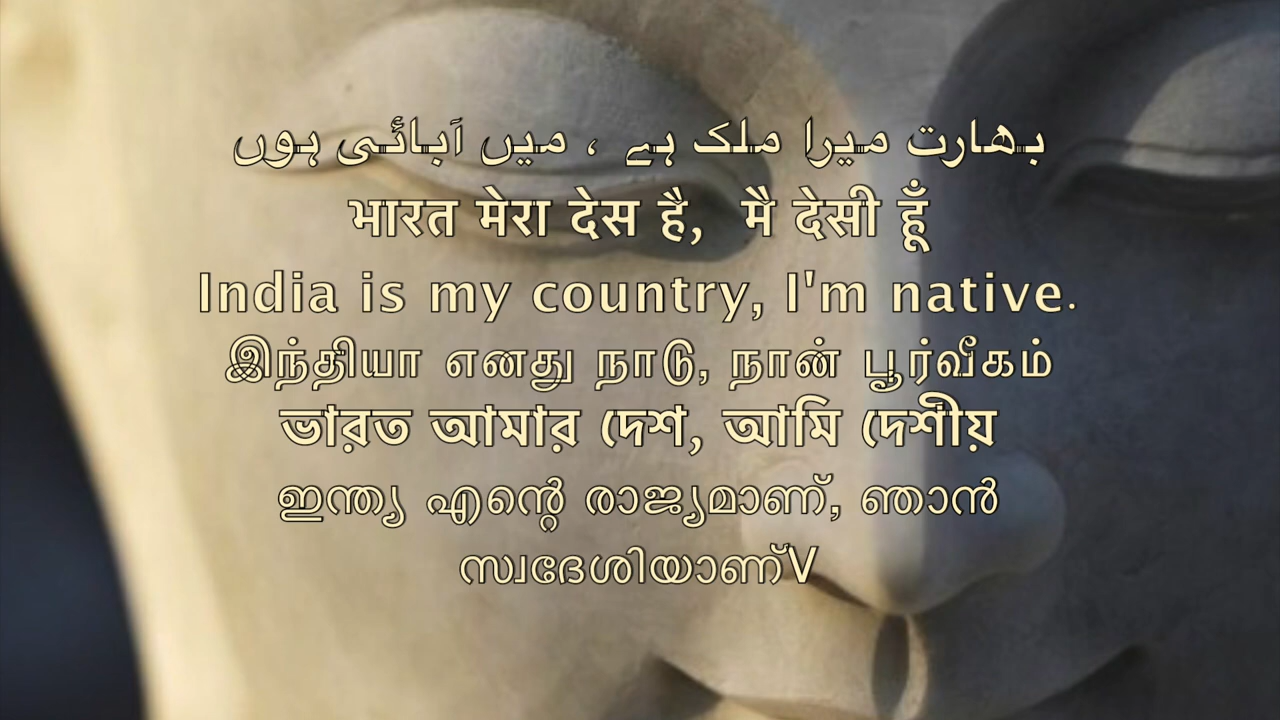 بھارت میرا ملک ہے ، میں آبائی ہوں
भारत मेरा देस है, मै देसी हूँ
India is my country, I'm native.
இந்தியா எனது நாடு, நான் பூர்வீகம்
ভারত আমার দেশ, আমি দেশীয়
ഇന്ത്യ എന്റെ രാജ്യമാണ്, ഞാൻ
സ്വദേശിയാണ്V